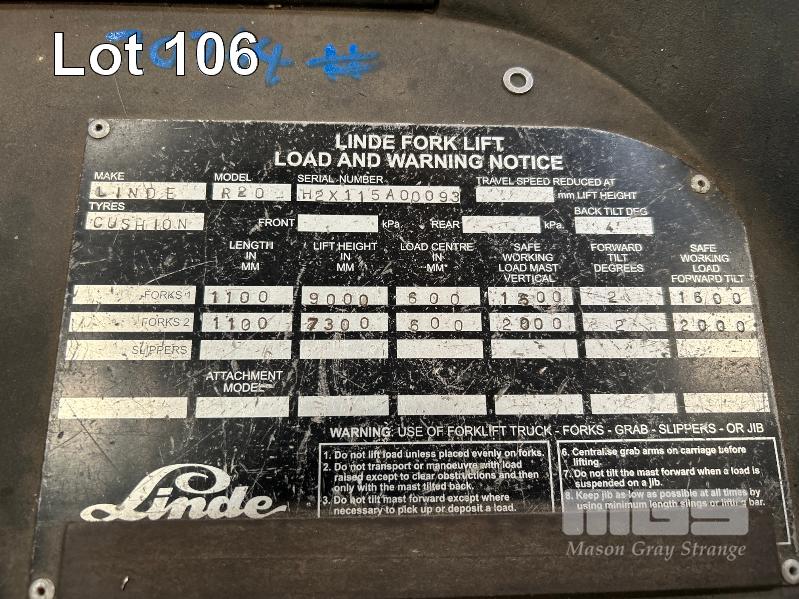 Lot 106
LINDE FORK LIFT
LOAD AND WARNING NOTICE
MAKE MODEL SERIAL NUMBER TRAVEL SPEED REDUCED AT
LINDE R20 H2X115A00093 mm LIFT HEIGHT
TYRES BACK TILT DEG
CUSHION FRONT kPa REAR kPa. 4
LENGTH IN MM
LIFT HEIGHT IN MM
LOAD CENTRE IN MM
SAFE WORKING LOAD MAST VERTICAL
FORWARD TILT DEGREES
SAFE WORKING LOAD FORWARD TILT
FORKS 1 1100 9000 600 2 1600
FORKS 2 1100 7300 600 2000 2 2000
SLIPPERS
ATTACHMENT
MODEL
WARNING: USE OF FORKLIFT TRUCK - FORKS - GRAB - SLIPPERS - OR JIB
1. Do not lift load unless placed evenly on forks.
2. Do not transport or manoeuvre with load
raised except to clear obstructions and then
only with the mast tilted back.
3. Do not tilt mast forward except where
necessary to pick up or deposit a load.
6. Centralise grab arms on carriage before
lifting.
7. Do not tilt the mast forward when a load is
suspended on a jib.
8. Keep jib as low as possible at all times by
using minimum length slings or lifting bar.
Linde
MGS
Mason Gray Strange